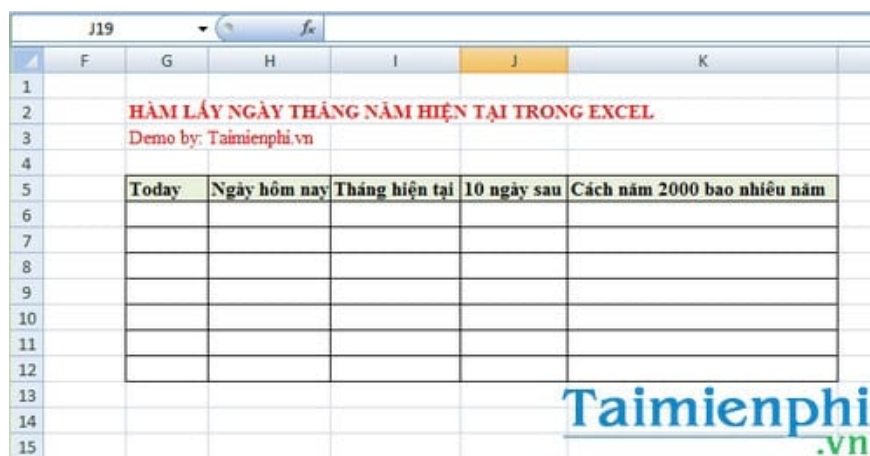 J19 fx
F G H I J K
1
2 HÀM LẤY NGÀY THÁNG NĂM HIỆN TẠI TRONG EXCEL
3 Demo by: Taimienphi.vn
4
5 Today Ngày hôm nay Tháng hiện tại 10 ngày sau Cách năm 2000 bao nhiêu năm
6
7
8
9
10
11
12
13
14
15
Taimienphi
.vn